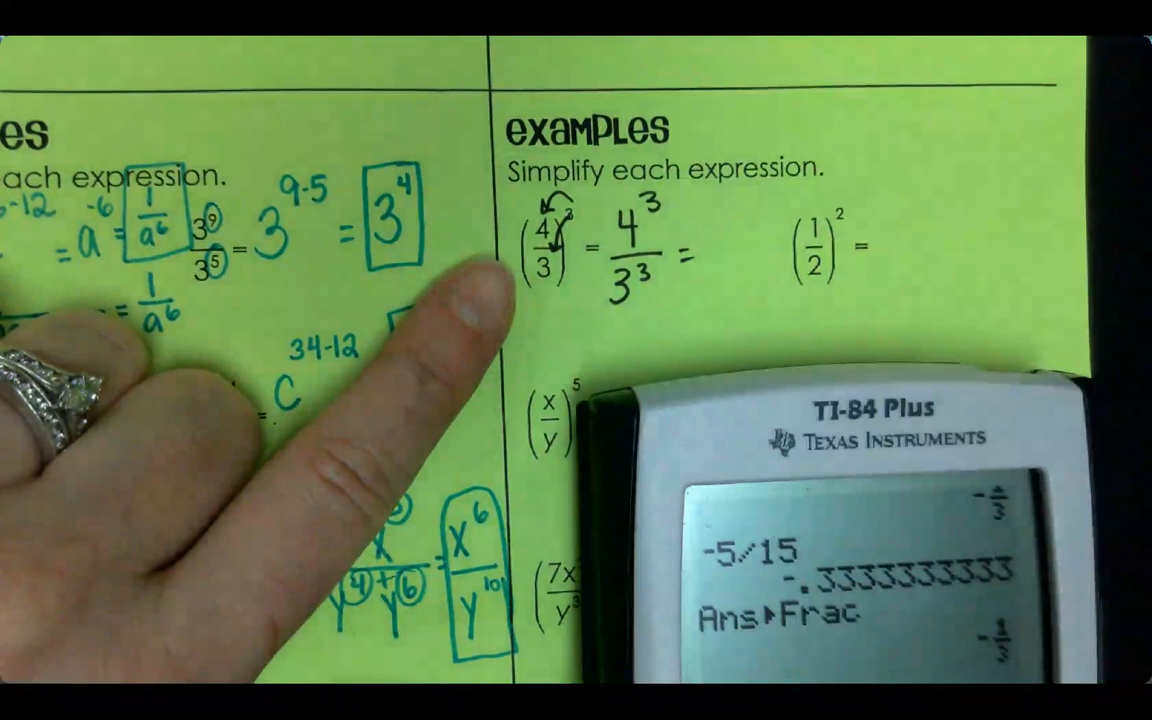 es
ach expression.
-12 = a^-6 = 1/a^6
= 1/a^6
3^9/3^5 = 3^9-5 = 3^4
= c^34-12
x^6/y^10
examples
Simplify each expression.
(4/3)^3 = 4^3/3^3 =
(1/2)^2 =
(x/y)^5
(7x/y^3
TI-84 Plus
TEXAS INSTRUMENTS
-5/15
-.3333333333
Ans►Frac